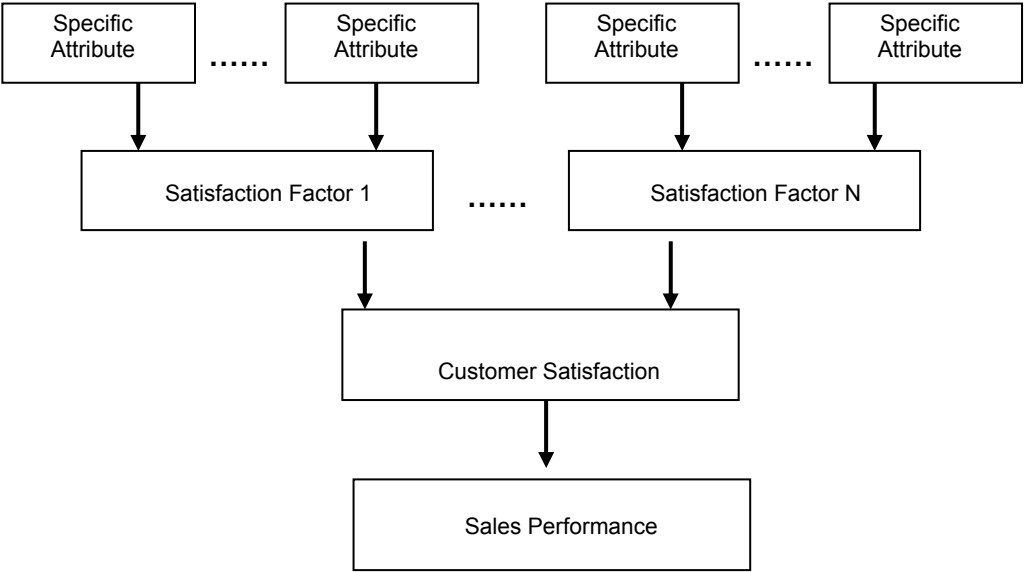 Specific
Attribute
......
Specific
Attribute
Specific
Attribute
......
Specific
Attribute
Satisfaction Factor 1
......
Satisfaction Factor N
Customer Satisfaction
Sales Performance